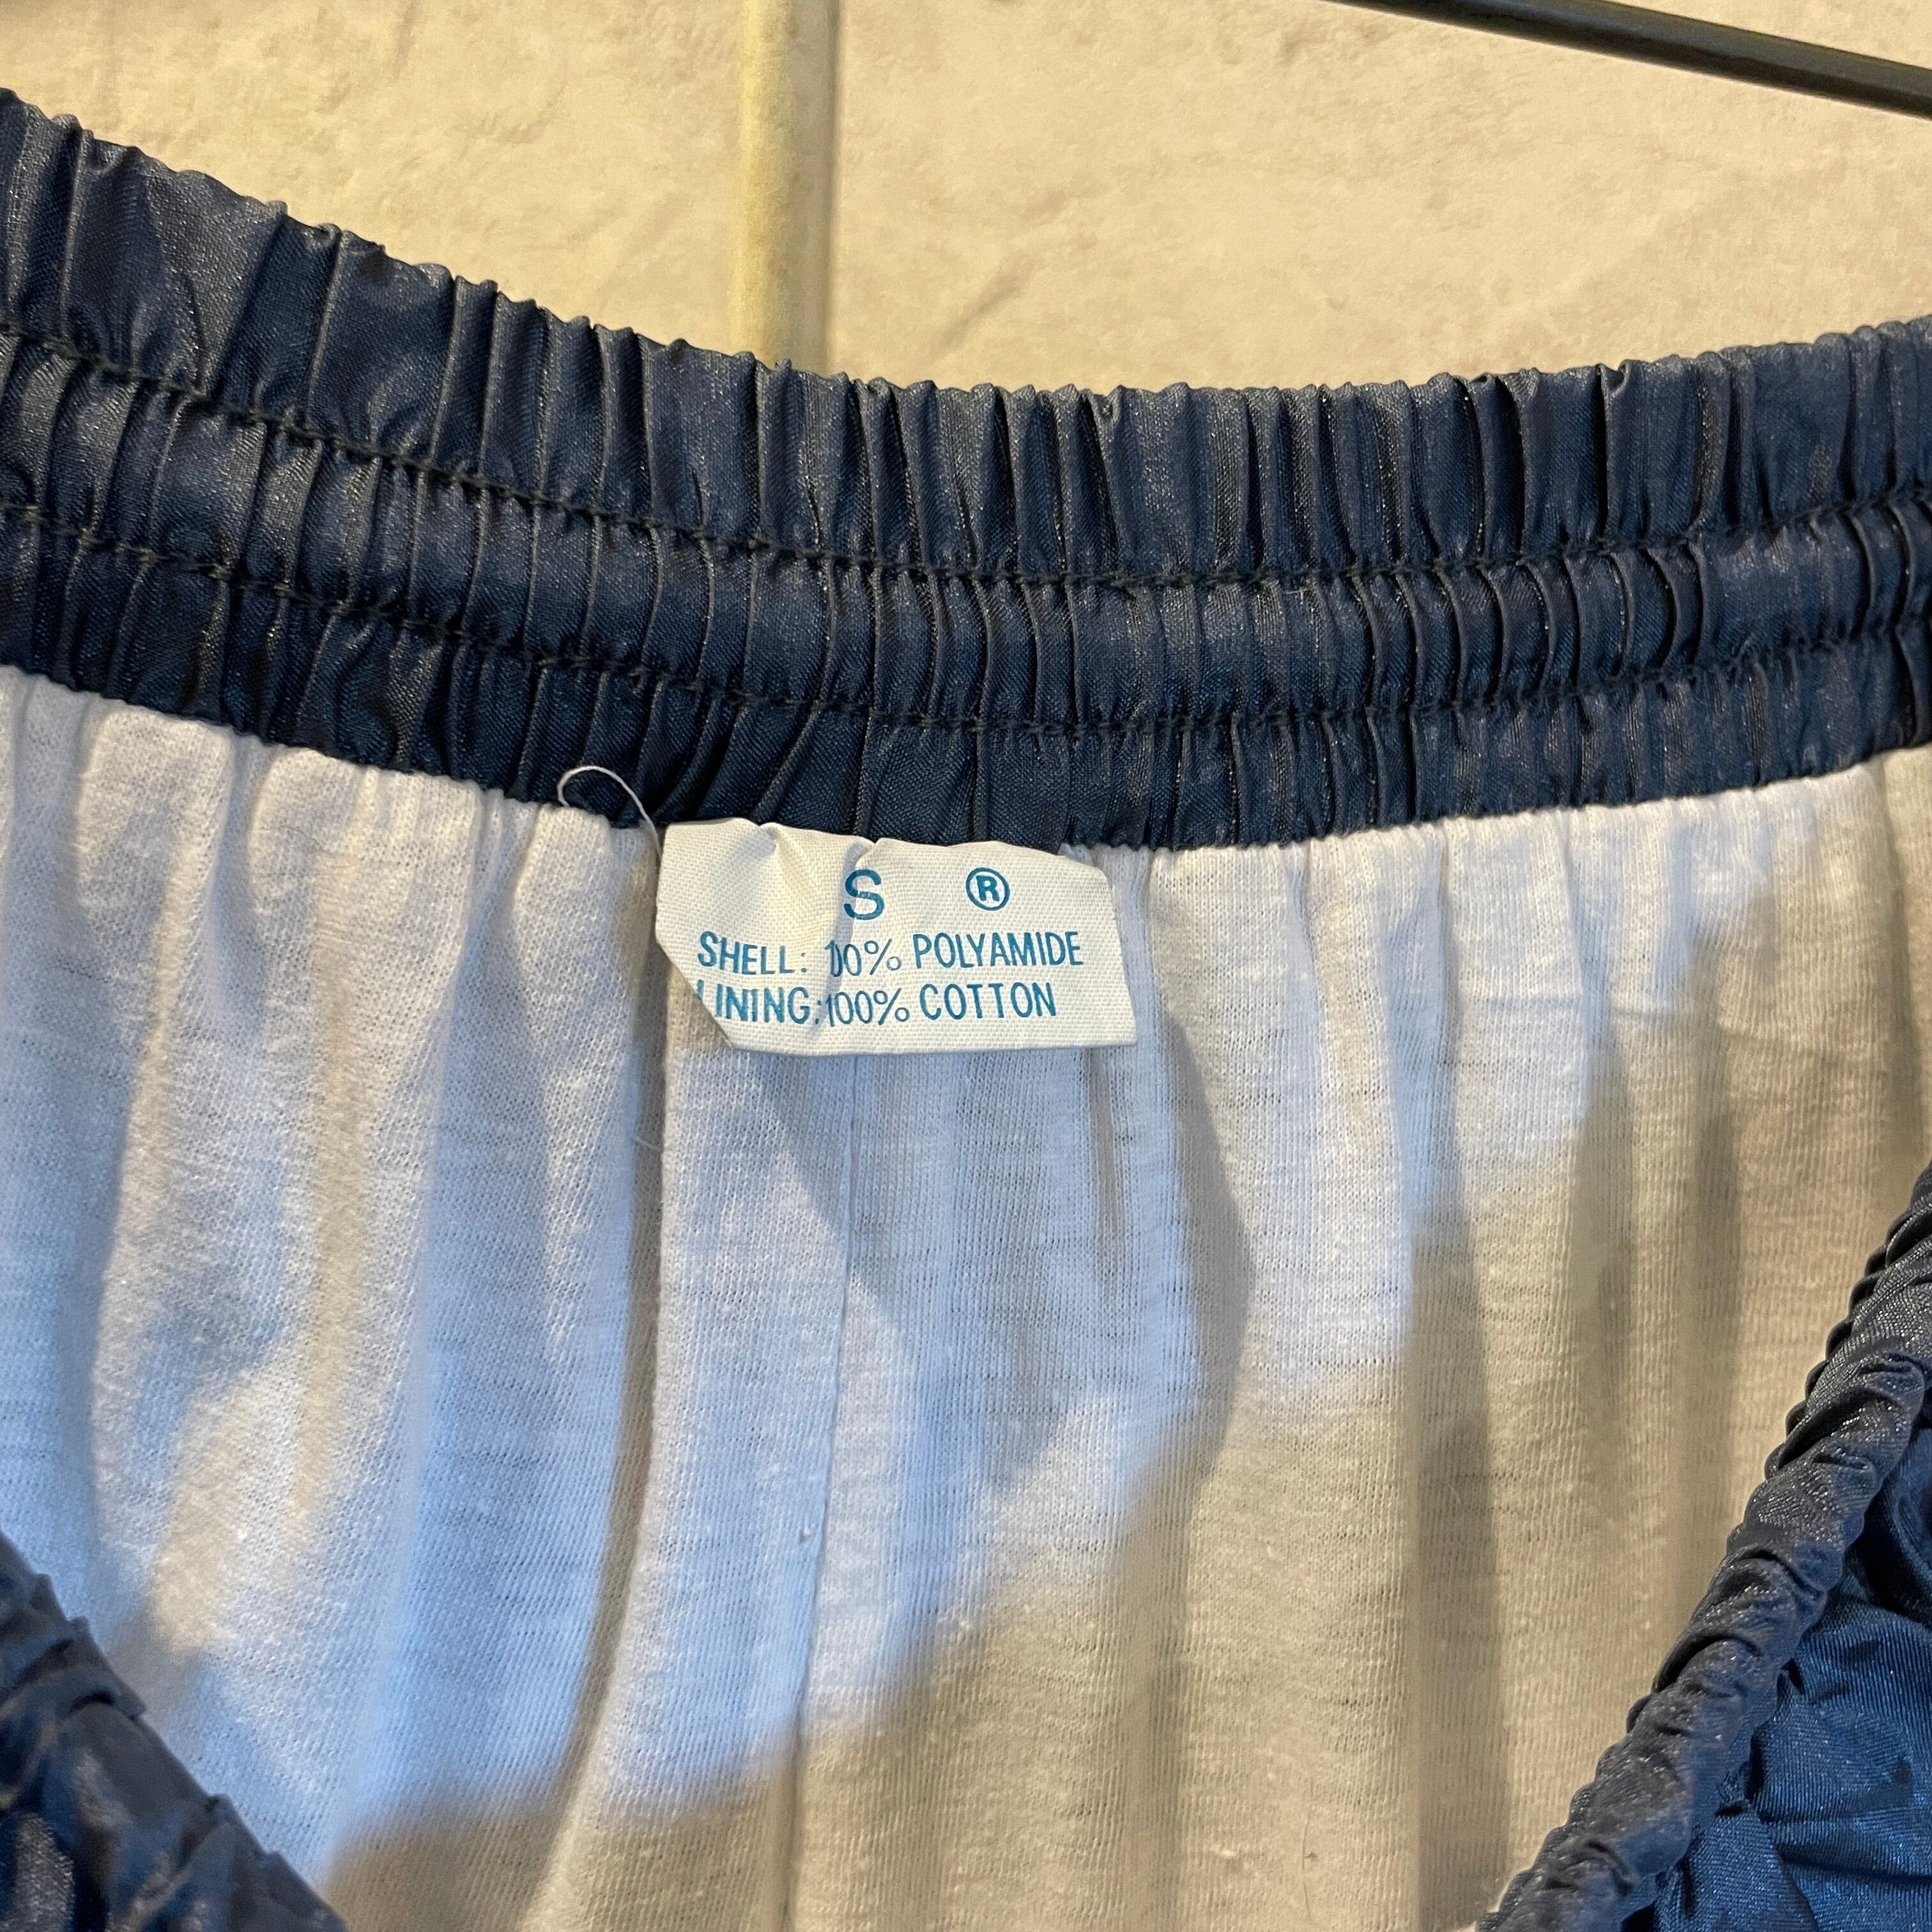 S ®
SHELL: 100% POLYAMIDE
LINING: 100% COTTON